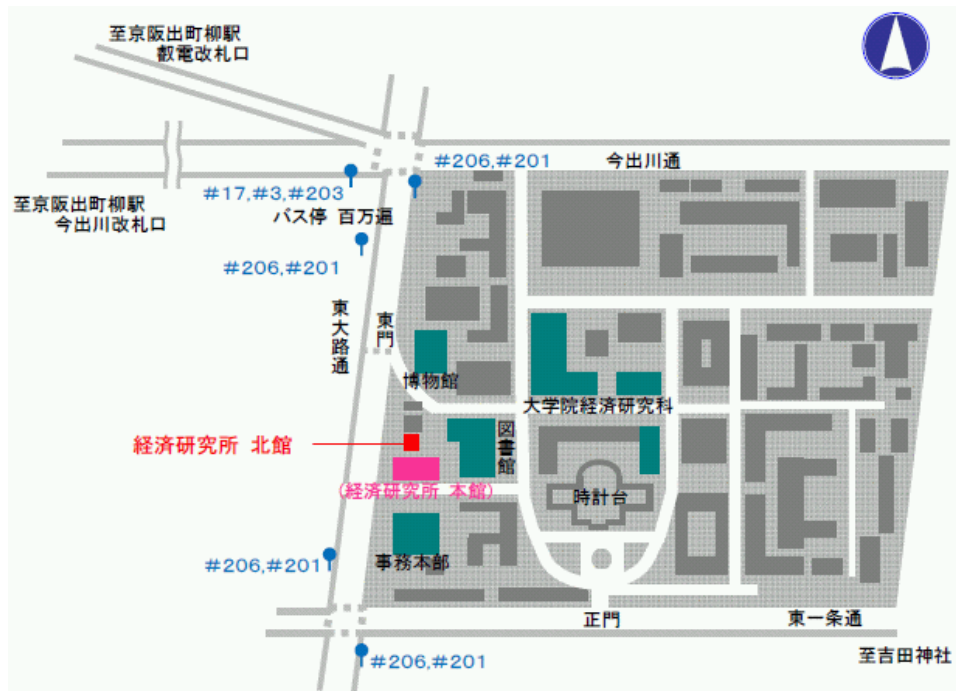 至京阪出町柳駅
叡電改札口
#206,#201
今出川通
#17,#3,#203
バス停 百万遍
至京阪出町柳駅
今出川改札口
#206,#201
東大路通
東門
博物館
大学院経済研究科
経済研究所 北館
図書館
(経済研究所 本館)
時計台
#206,#201
事務本部
正門
東一条通
#206,#201
至吉田神社